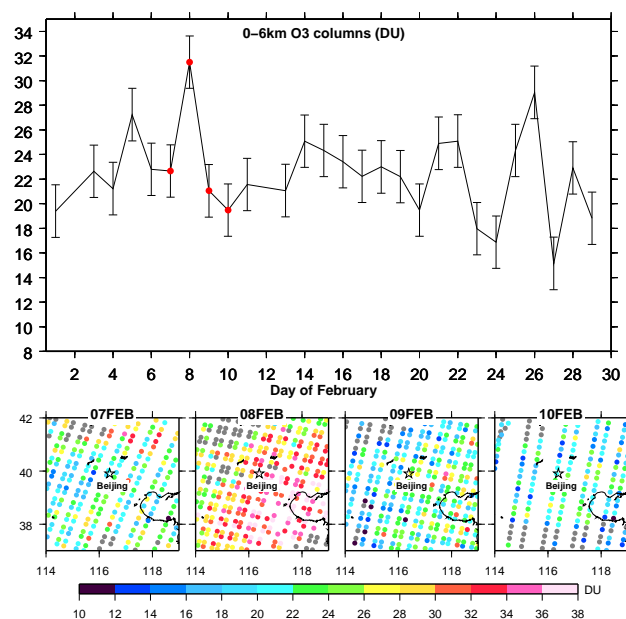 0–6km O3 columns (DU)
34
32
30
28
26
24
22
20
18
16
14
12
10
8
2 4 6 8 10 12 14 16 18 20 22 24 26 28 30
Day of February
07FEB 08FEB 09FEB 10FEB
42
40
38
Beijing Beijing Beijing Beijing
114 116 118 114 116 118 114 116 118 114 116 118
DU
10 12 14 16 18 20 22 24 26 28 30 32 34 36 38